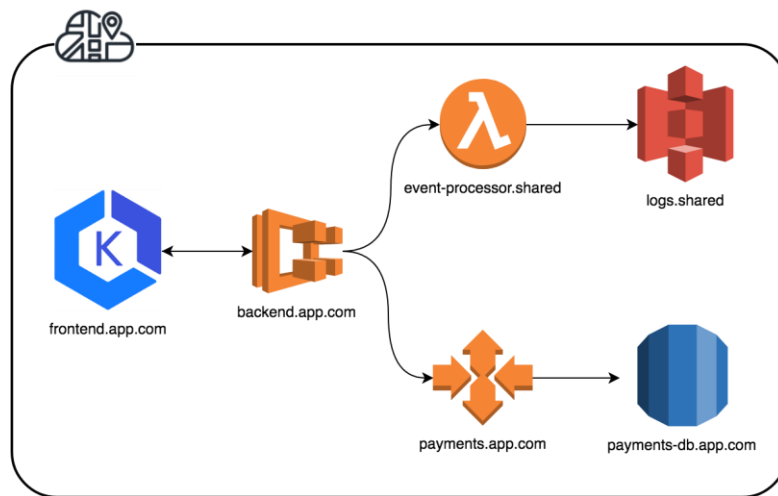 event-processor.shared
logs.shared
K
frontend.app.com
backend.app.com
payments.app.com
payments-db.app.com